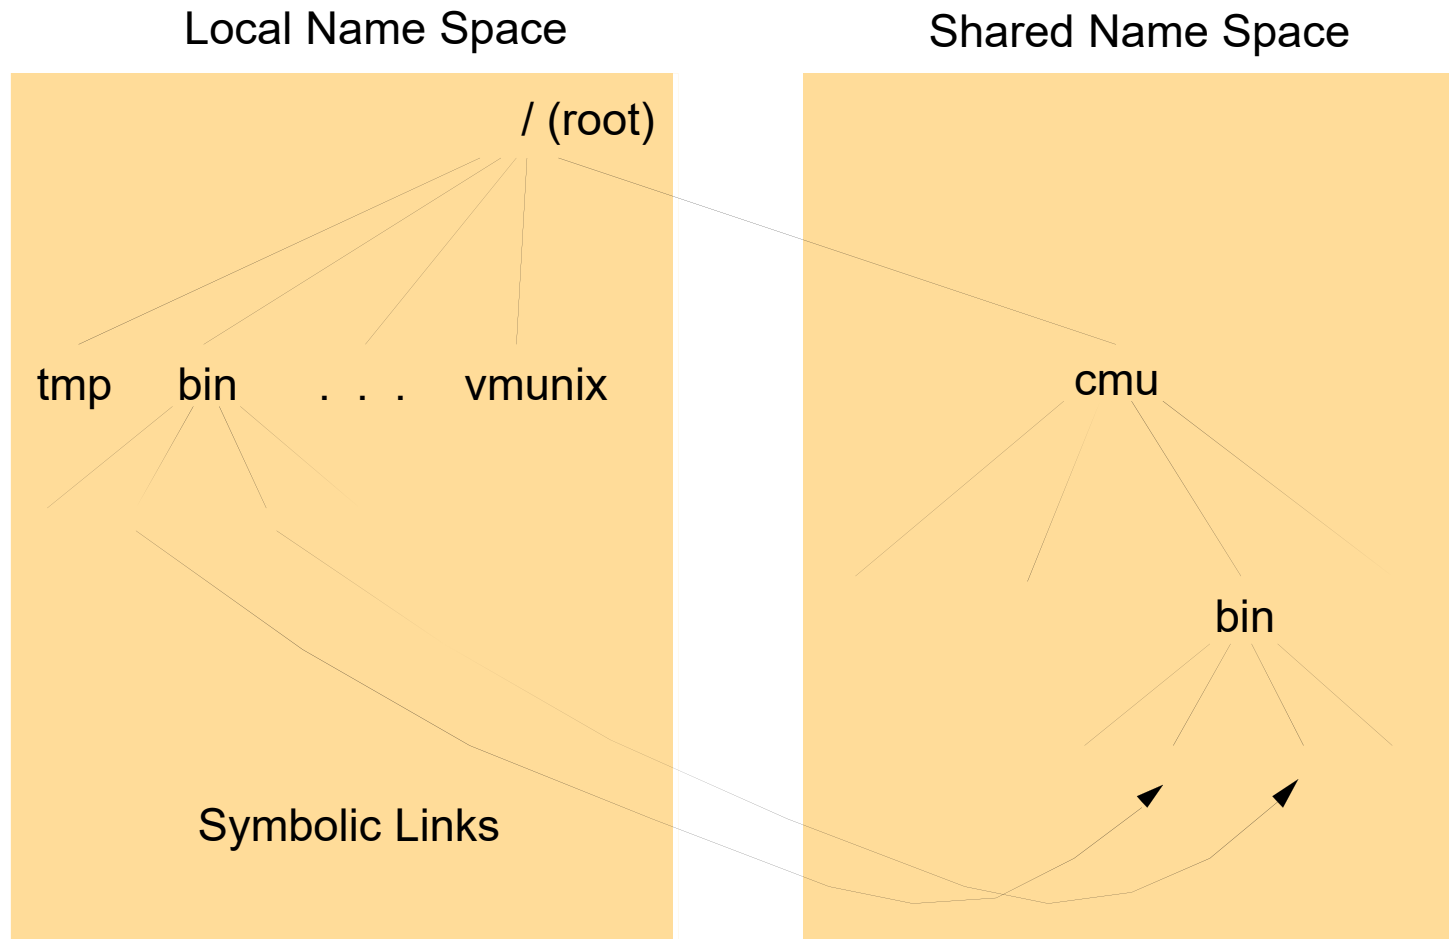 Local Name Space
Shared Name Space
/ (root)
tmp
bin
. . .
vmunix
cmu
bin
Symbolic Links